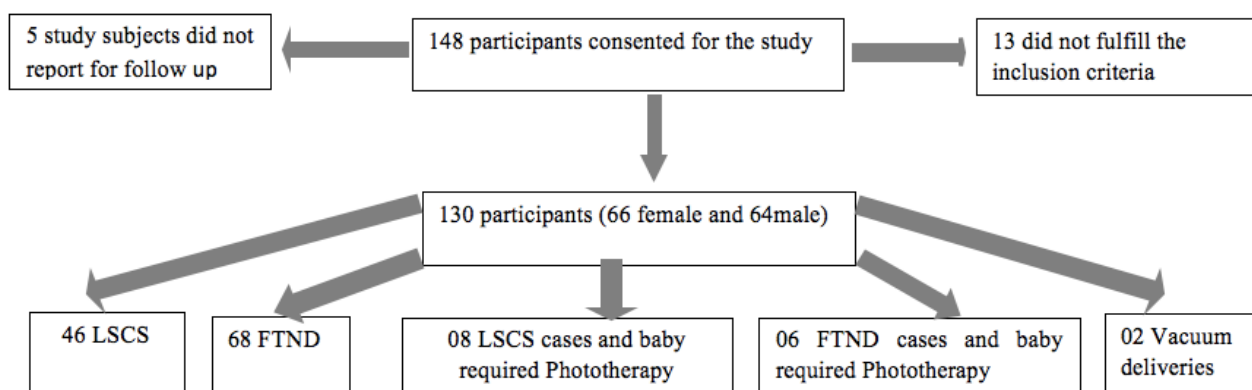 5 study subjects did not
report for follow up
148 participants consented for the study
13 did not fulfill the
inclusion criteria
130 participants (66 female and 64male)
46 LSCS
68 FTND
08 LSCS cases and baby
required Phototherapy
06 FTND cases and baby
required Phototherapy
02 Vacuum
deliveries